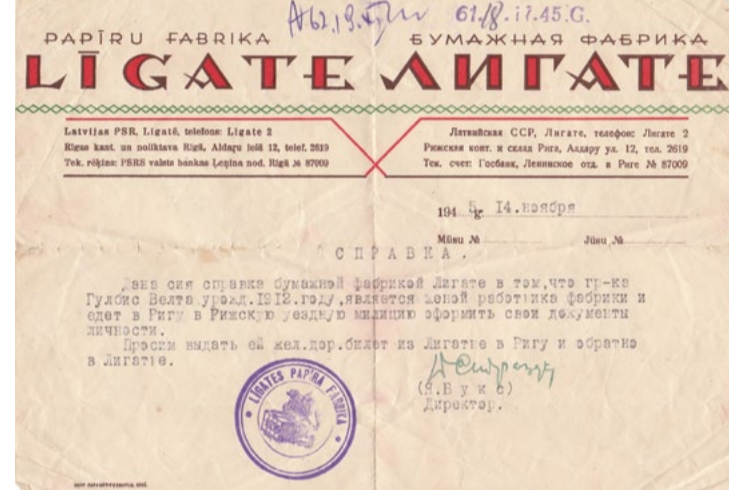 61/8. 11.45.G.
PAPĪRU FABRIKA
БУМАЖНАЯ ФАБРИКА
LĪGATE ЛИГАТЕ
Latvijas PSR, Līgatē, telefons: Līgate 2
Rīgas kant. un noliktava Rīgā, Aldaŗu ielā 12, telef. 2619
Tek. rēķins: PSRS valsts bankas Ļeņina nod. Rīgā № 87009
Латвийская ССР, Лигате, телефон: Лигате 2
Рижская конт. и склад Рига, Алдару ул. 12, тел. 2619
Тек. счет: Госбанк, Ленинское отд. в Риге № 87009
194 5г. 14.ноября
Mūsu № Jūsu №
СПРАВКА.
Дана сия справка бумажной фабрикой Лигате в том,что гр-ка
Гулбис Велта урожд.1912.году,является женой работника фабрики и
едет в Ригу в Рижскую уездную милицию оформить свои документы
личности.
Просим выдать ей жел.дор.билет из Лигатне в Ригу и обратно
в Лигатне.
LĪGATES PAPĪRA FABRIKA
(Я.Букс)
Директор.